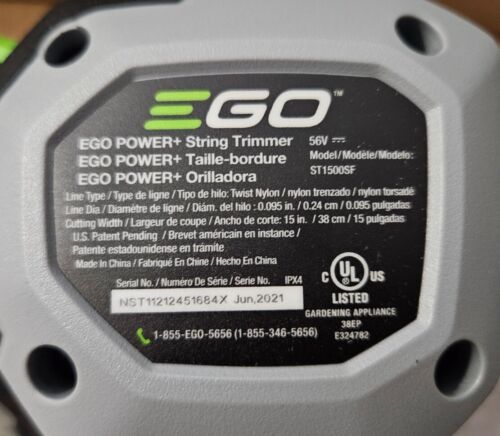 EGO™
EGO POWER+ String Trimmer 56V ⎓
EGO POWER+ Taille-bordure Model/Modèle/Modelo:
EGO POWER+ Orilladora ST1500SF
Line Type / Type de ligne / Tipo de hilo: Twist Nylon / nylon trenzado / nylon torsadé
Line Dia / Diamètre de ligne / Diám. del hilo : 0.095 in. / 0.24 cm / 0.095 pulgadas
Cutting Width / Largeur de coupe / Ancho de corte: 15 in. / 38 cm / 15 pulgadas
U.S. Patent Pending / Brevet américain en instance /
Patente estadounidense en trámite.
Made In China / Fabriqué En Chine / Hecho En China
Serial No. / Numéro De Série / Serie No. IPX4
NST11212451684X Jun,2021
1-855-EGO-5656 (1-855-346-5656)
C UL ® US
LISTED
GARDENING APPLIANCE
38EP
E324782